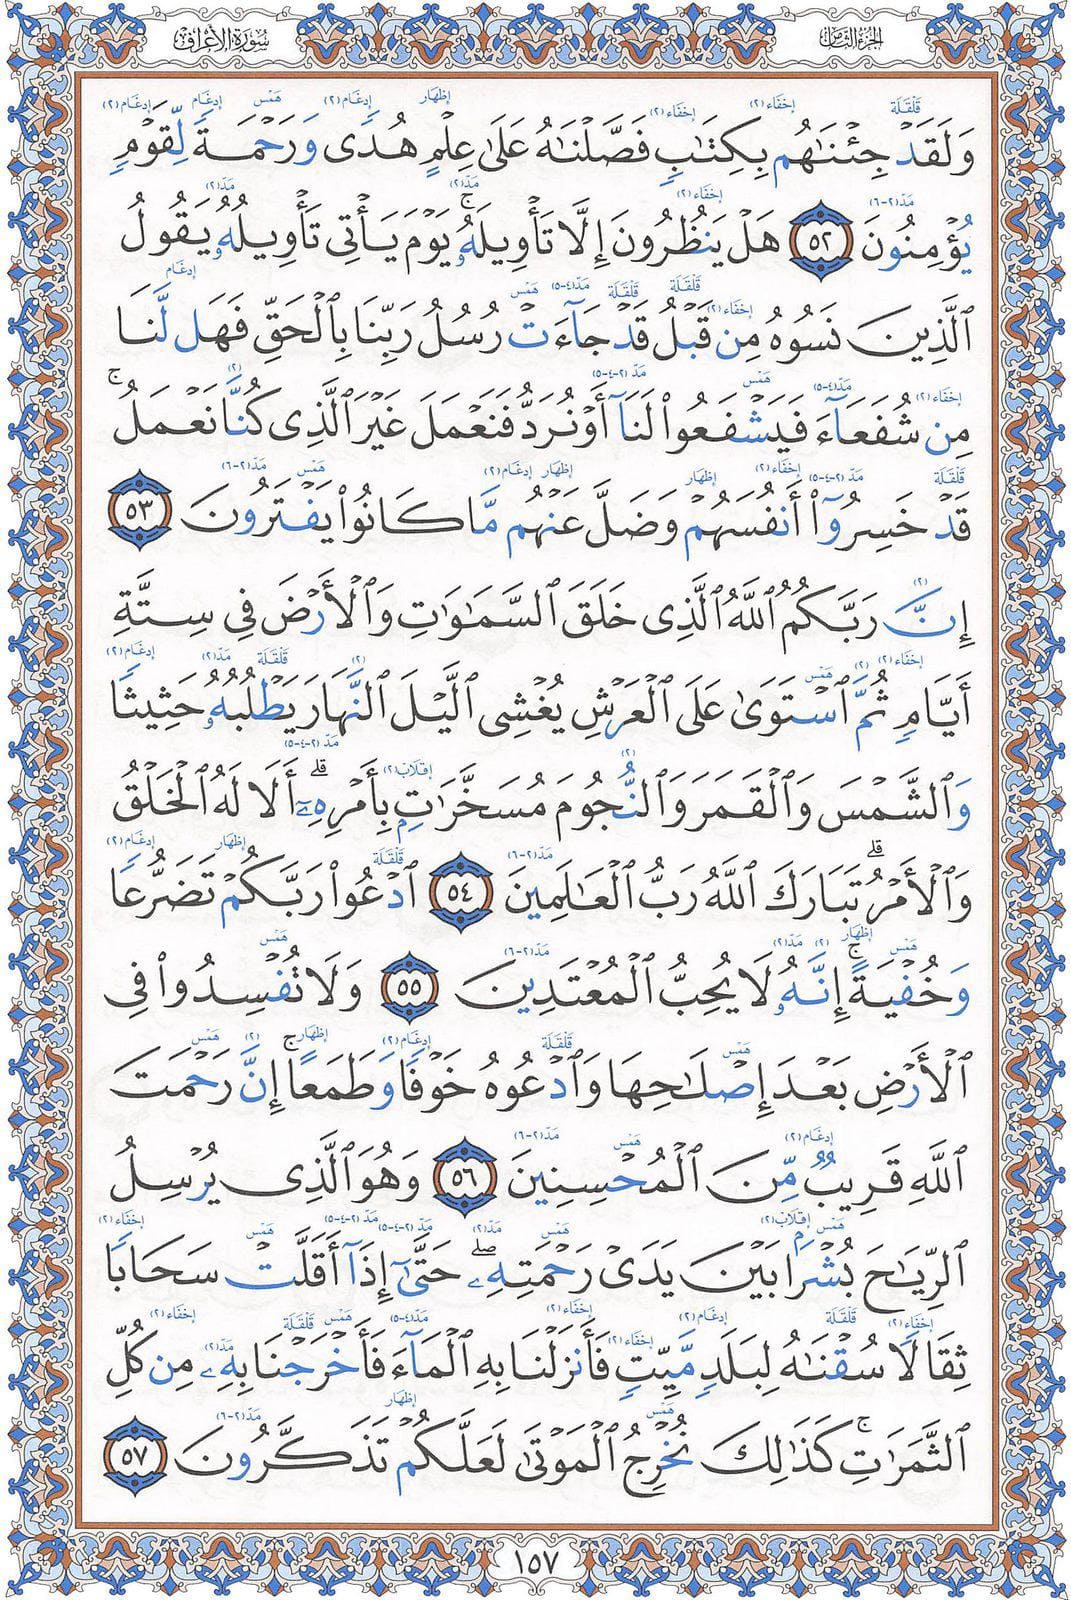 الجزء الثامن
سورة الأعراف
وَلَقَدْ جِئْنَٰهُم بِكِتَٰبٍ فَصَّلْنَٰهُ عَلَىٰ عِلْمٍ هُدًى وَرَحْمَةً لِّقَوْمٍ
يُؤْمِنُونَ ٥٢ هَلْ يَنظُرُونَ إِلَّا تَأْوِيلَهُۥ ۚ يَوْمَ يَأْتِى تَأْوِيلُهُۥ يَقُولُ
ٱلَّذِينَ نَسُوهُ مِن قَبْلُ قَدْ جَآءَتْ رُسُلُ رَبِّنَا بِٱلْحَقِّ فَهَل لَّنَا
مِن شُفَعَآءَ فَيَشْفَعُوا۟ لَنَآ أَوْ نُرَدُّ فَنَعْمَلَ غَيْرَ ٱلَّذِى كُنَّا نَعْمَلُ ۚ
قَدْ خَسِرُوٓا۟ أَنفُسَهُمْ وَضَلَّ عَنْهُم مَّا كَانُوا۟ يَفْتَرُونَ ٥٣
إِنَّ رَبَّكُمُ ٱللَّهُ ٱلَّذِى خَلَقَ ٱلسَّمَٰوَٰتِ وَٱلْأَرْضَ فِى سِتَّةِ
أَيَّامٍ ثُمَّ ٱسْتَوَىٰ عَلَى ٱلْعَرْشِ يُغْشِى ٱلَّيْلَ ٱلنَّهَارَ يَطْلُبُهُۥ حَثِيثًا
وَٱلشَّمْسَ وَٱلْقَمَرَ وَٱلنُّجُومَ مُسَخَّرَٰتٍۭ بِأَمْرِهِۦٓ ۗ أَلَا لَهُ ٱلْخَلْقُ
وَٱلْأَمْرُ ۗ تَبَارَكَ ٱللَّهُ رَبُّ ٱلْعَٰلَمِينَ ٥٤ ٱدْعُوا۟ رَبَّكُمْ تَضَرُّعًا
وَخُفْيَةً ۚ إِنَّهُۥ لَا يُحِبُّ ٱلْمُعْتَدِينَ ٥٥ وَلَا تُفْسِدُوا۟ فِى
ٱلْأَرْضِ بَعْدَ إِصْلَٰحِهَا وَٱدْعُوهُ خَوْفًا وَطَمَعًا ۚ إِنَّ رَحْمَتَ
ٱللَّهِ قَرِيبٌ مِّنَ ٱلْمُحْسِنِينَ ٥٦ وَهُوَ ٱلَّذِى يُرْسِلُ
ٱلرِّيَٰحَ بُشْرًۢا بَيْنَ يَدَىْ رَحْمَتِهِۦ ۖ حَتَّىٰٓ إِذَآ أَقَلَّتْ سَحَابًا
ثِقَالًا سُقْنَٰهُ لِبَلَدٍ مَّيِّتٍ فَأَنزَلْنَا بِهِ ٱلْمَآءَ فَأَخْرَجْنَا بِهِۦ مِن كُلِّ
ٱلثَّمَرَٰتِ ۚ كَذَٰلِكَ نُخْرِجُ ٱلْمَوْتَىٰ لَعَلَّكُمْ تَذَكَّرُونَ ٥٧
١٥٧